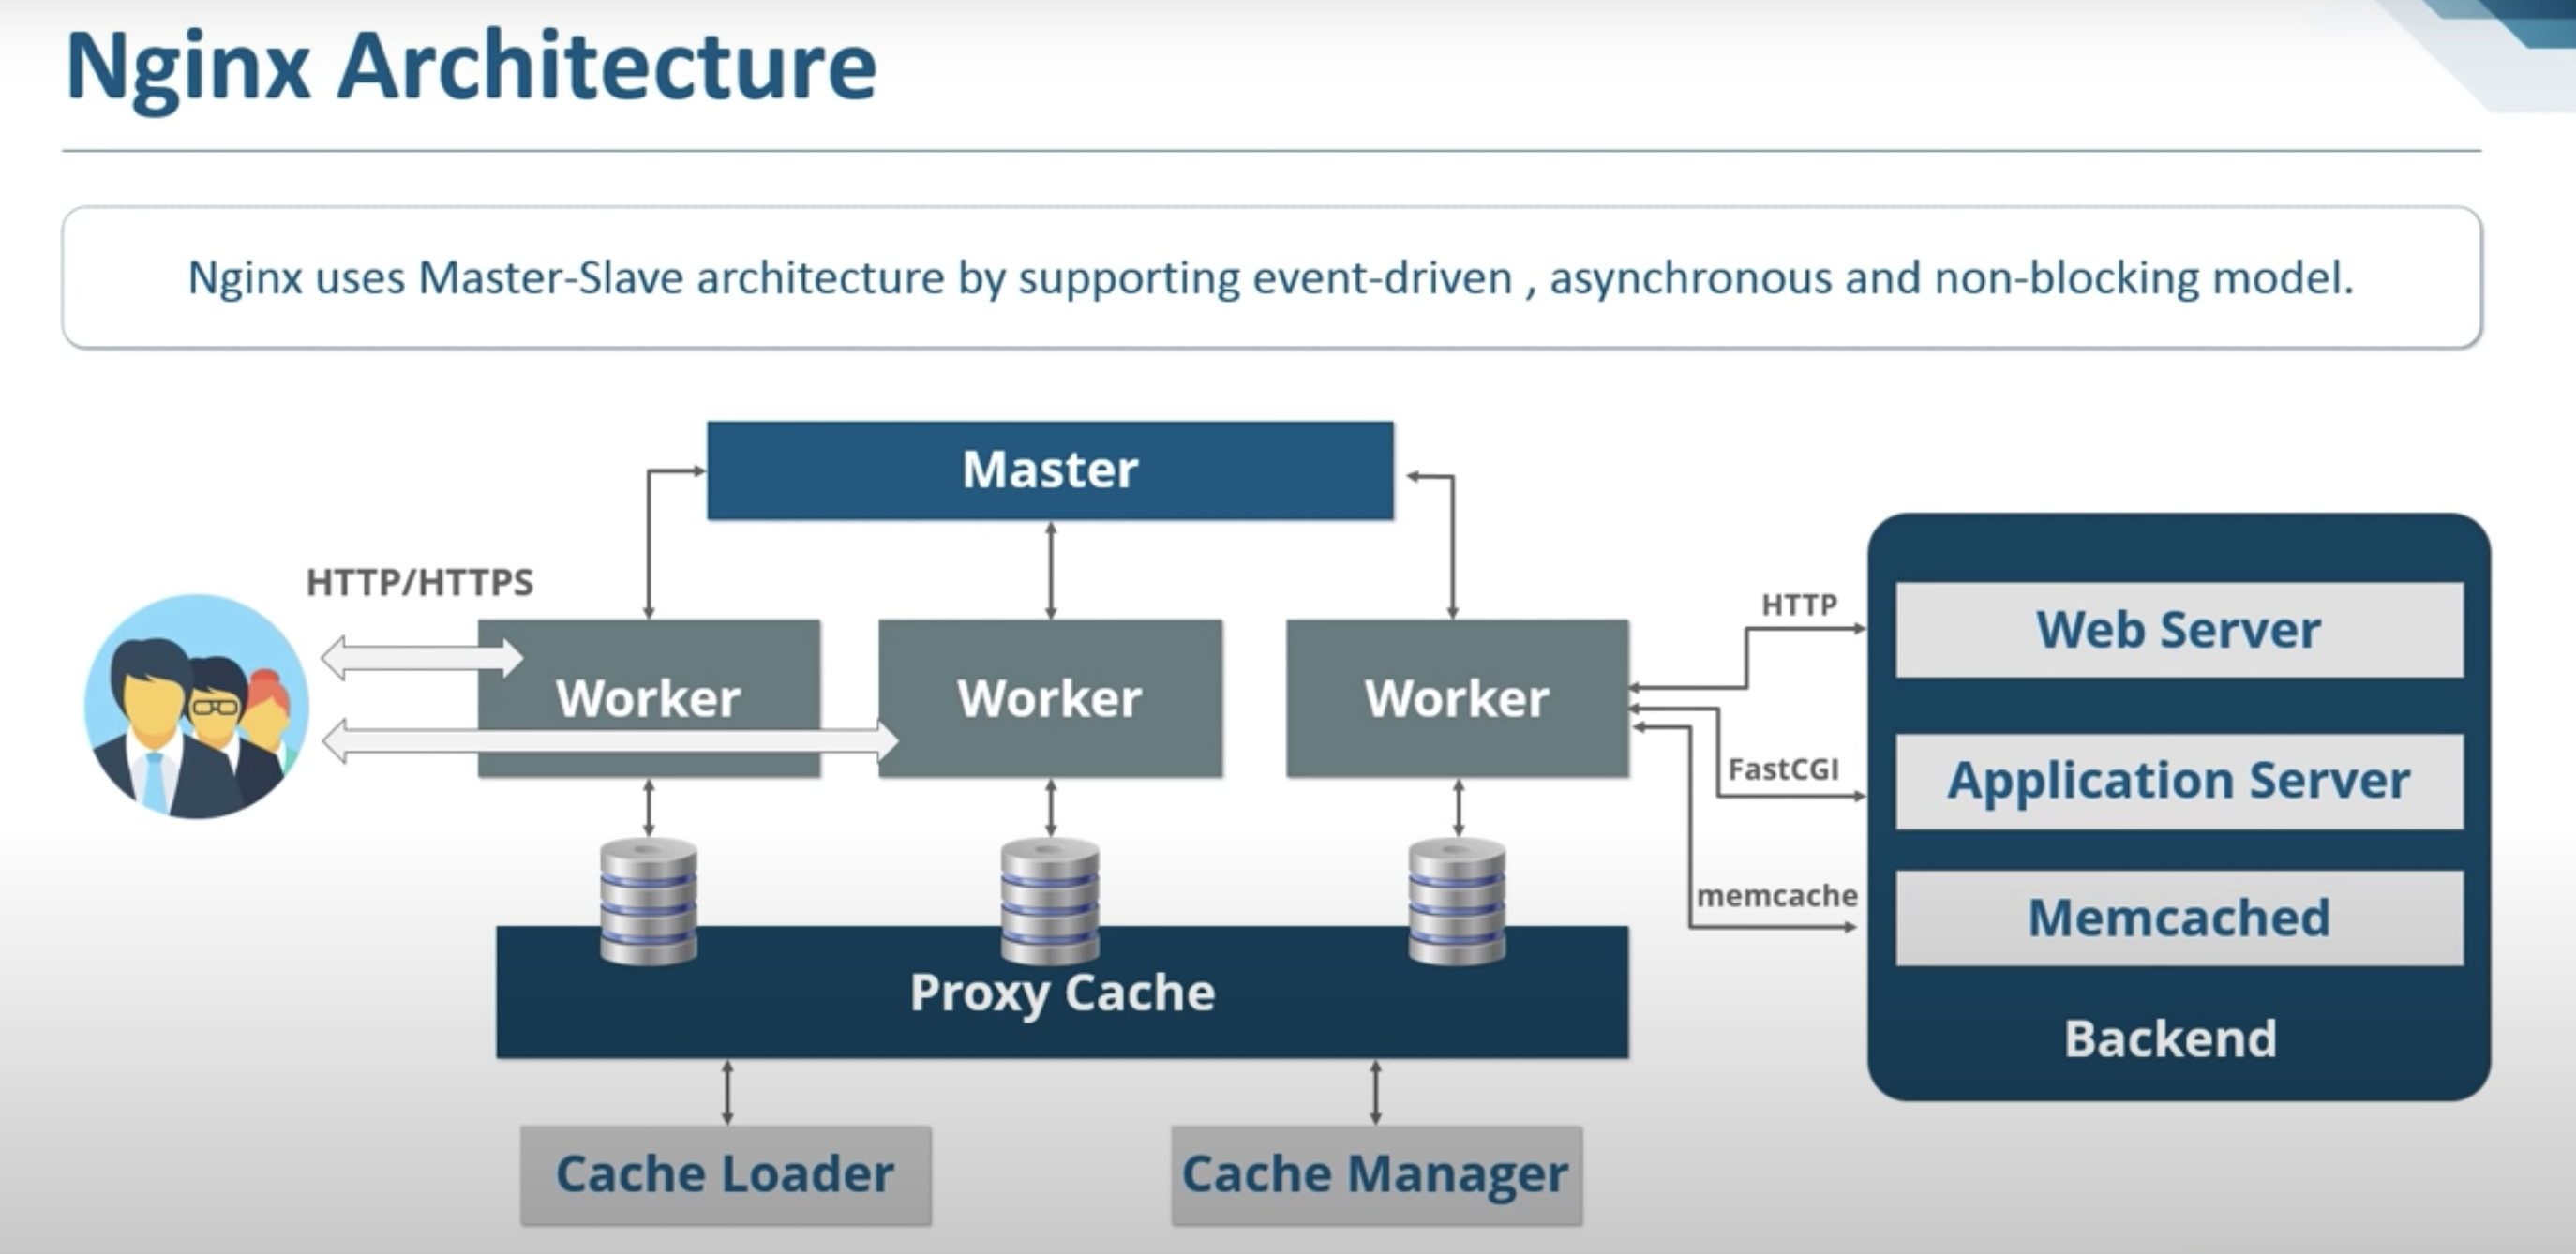 Nginx Architecture
Nginx uses Master-Slave architecture by supporting event-driven , asynchronous and non-blocking model.
Master
HTTP/HTTPS
Worker
Worker
Worker
HTTP
FastCGI
memcache
Web Server
Application Server
Memcached
Backend
Proxy Cache
Cache Loader
Cache Manager